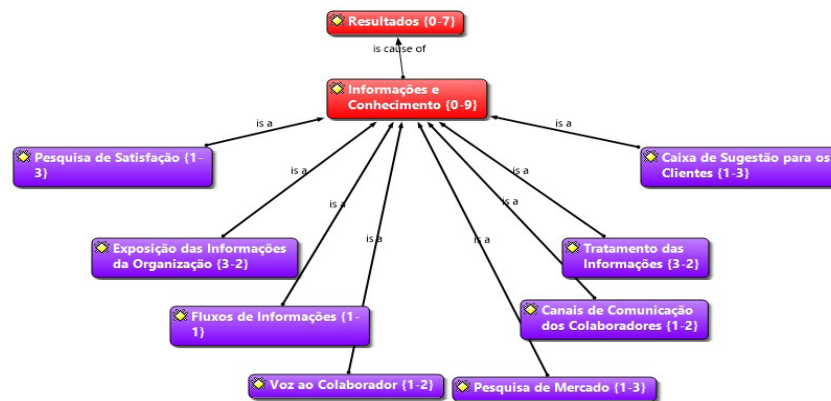 Resultados {0-7}
is cause of
Informações e
Conhecimento {0-9}
is a
is a
Pesquisa de Satisfação {1-
3}
Caixa de Sugestão para os
Clientes {1-3}
is a
is a
is a
is a
is a
Exposição das Informações
da Organização {3-2}
Tratamento das
Informações {3-2}
is a
Fluxos de Informações {1-
1}
Canais de Comunicação
dos Colaboradores {1-2}
Voz ao Colaborador {1-2}
Pesquisa de Mercado {1-3}